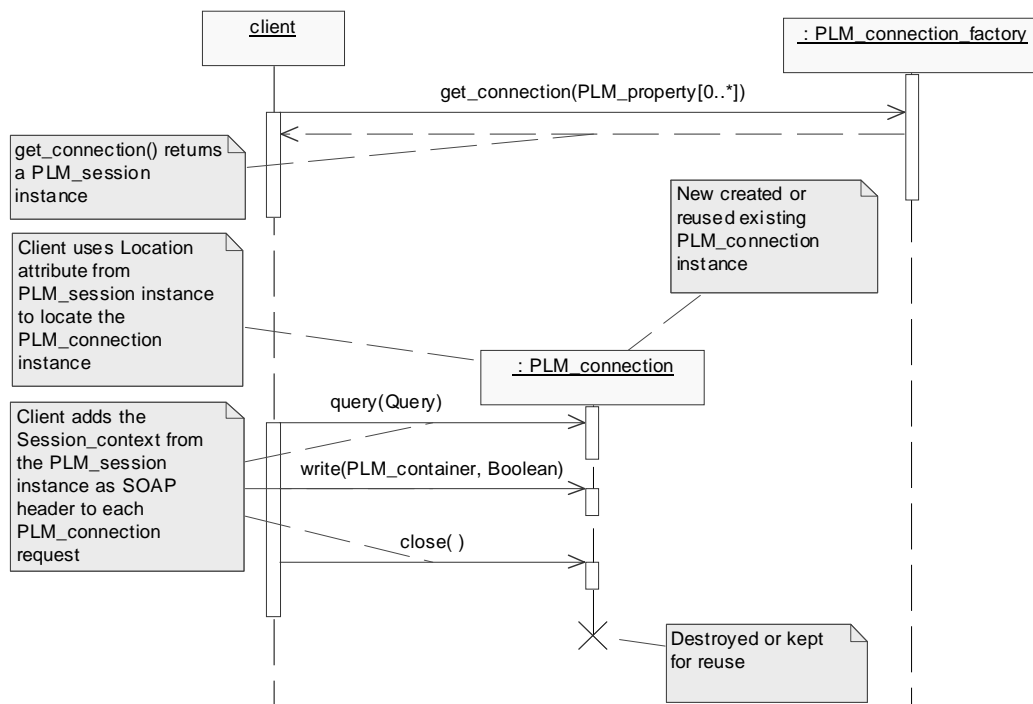 client
: PLM_connection_factory
get_connection(PLM_property[0..*])
get_connection() returns
a PLM_session
instance
New created or
reused existing
PLM_connection
instance
Client uses Location
attribute from
PLM_session instance
to locate the
PLM_connection
instance
: PLM_connection
query(Query)
Client adds the
Session_context from
the PLM_session
instance as SOAP
header to each
PLM_connection
request
write(PLM_container, Boolean)
close( )
Destroyed or kept
for reuse